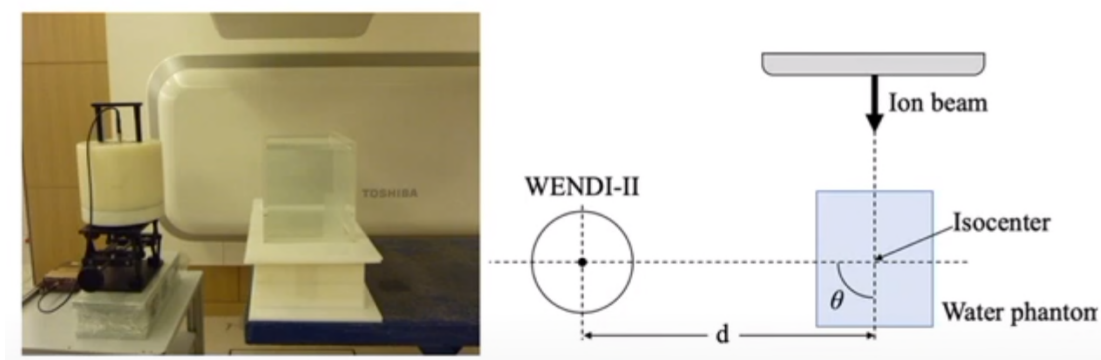 TOSHIBA
Ion beam
WENDI-II
Isocenter
θ
Water phantom
d